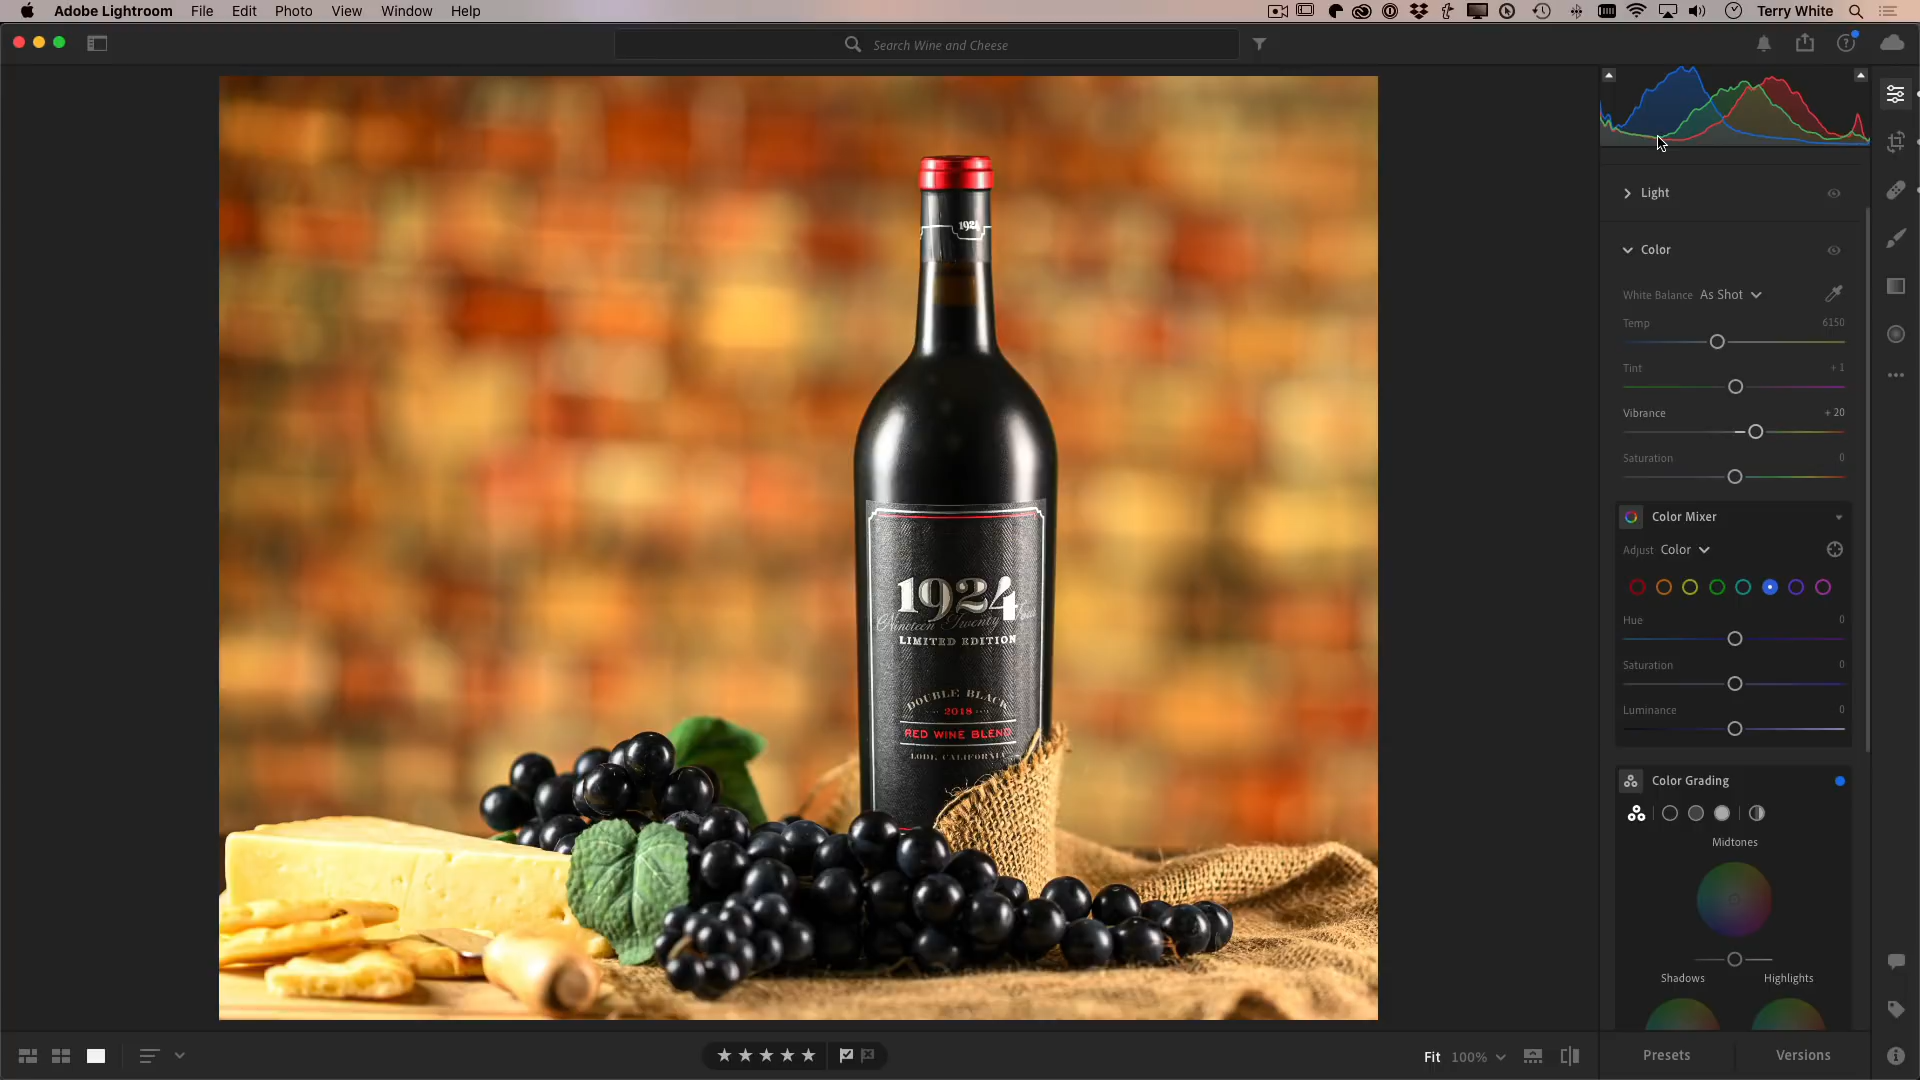 Adobe Lightroom File Edit Photo View Window Help
Terry White
Search Wine and Cheese
Light
Color
White Balance As Shot
Temp 6150
Tint + 1
Vibrance + 20
Saturation 0
Color Mixer
Adjust Color
Hue 0
Saturation 0
Luminance 0
Color Grading
Midtones
Shadows Highlights
1924
1924
Nineteen Twenty Four
LIMITED EDITION
DOUBLE BLACK
2018
RED WINE BLEND
LODI, CALIFORNIA
Fit 100%
Presets Versions